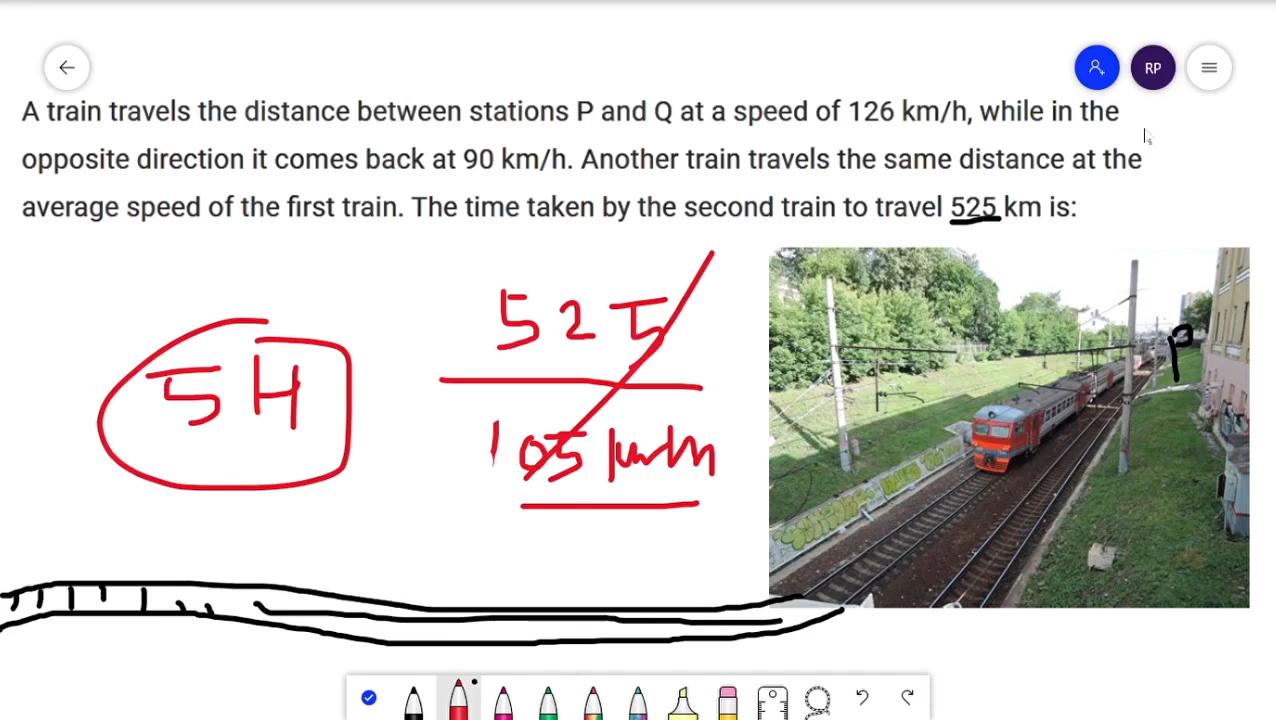 RP
A train travels the distance between stations P and Q at a speed of 126 km/h, while in the
opposite direction it comes back at 90 km/h. Another train travels the same distance at the
average speed of the first train. The time taken by the second train to travel 525 km is:
P
525
5H
105 km/h